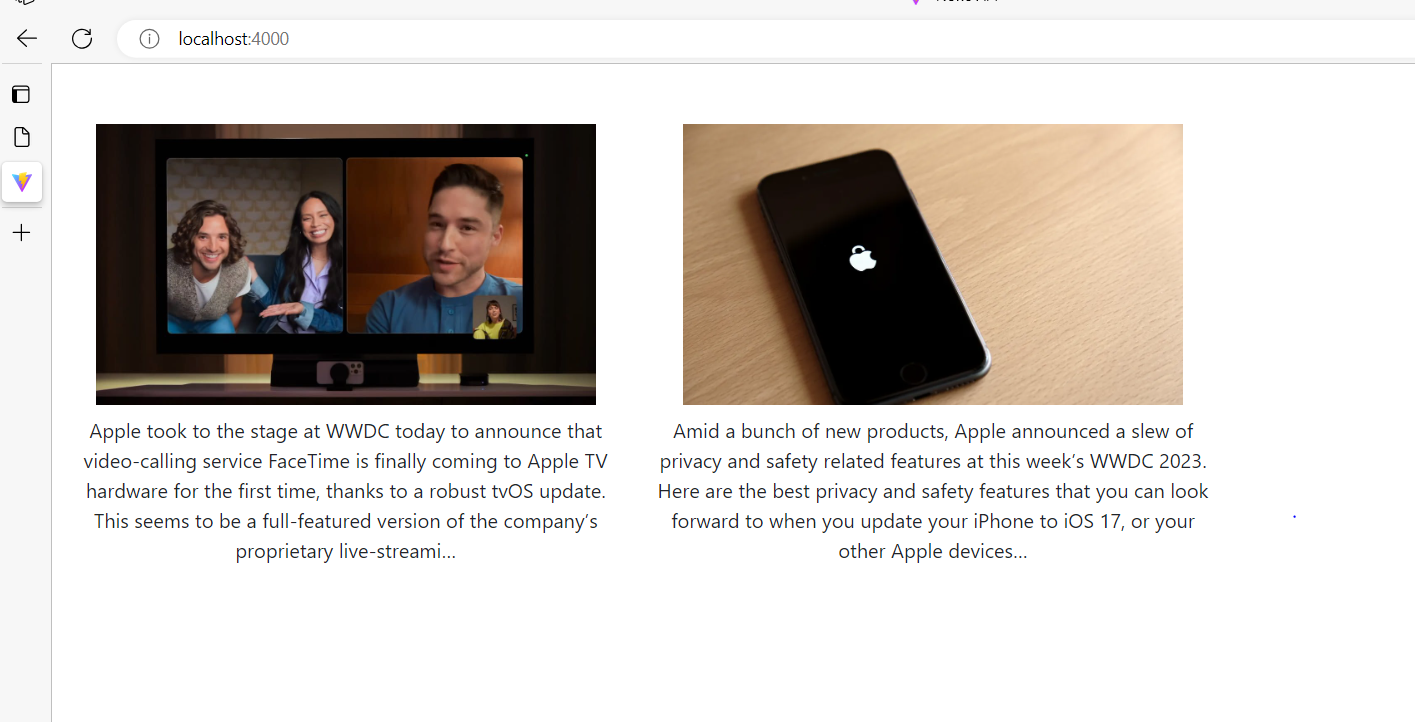 localhost:4000
Apple took to the stage at WWDC today to announce that
video-calling service FaceTime is finally coming to Apple TV
hardware for the first time, thanks to a robust tvOS update.
This seems to be a full-featured version of the company’s
proprietary live-streami…
Amid a bunch of new products, Apple announced a slew of
privacy and safety related features at this week’s WWDC 2023.
Here are the best privacy and safety features that you can look
forward to when you update your iPhone to iOS 17, or your
other Apple devices…